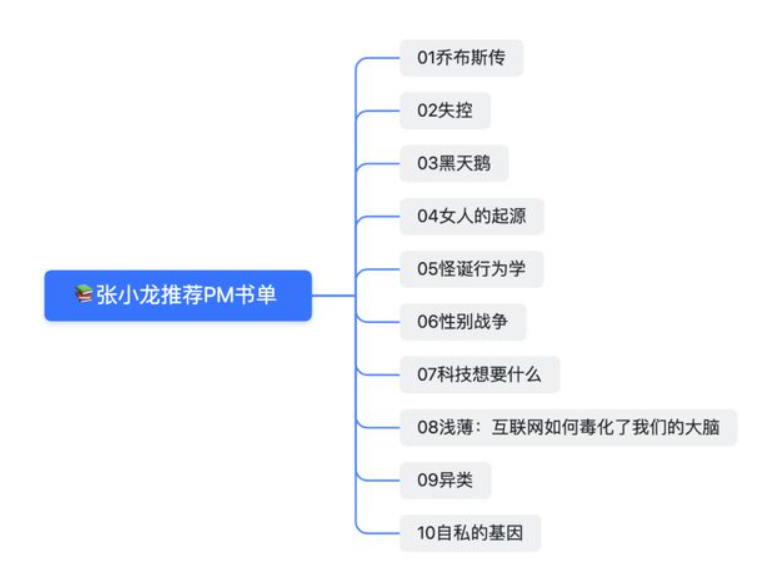 01乔布斯传
02失控
03黑天鹅
04女人的起源
05怪诞行为学
张小龙推荐PM书单
06性别战争
07科技想要什么
08浅薄：互联网如何毒化了我们的大脑
09异类
10自私的基因